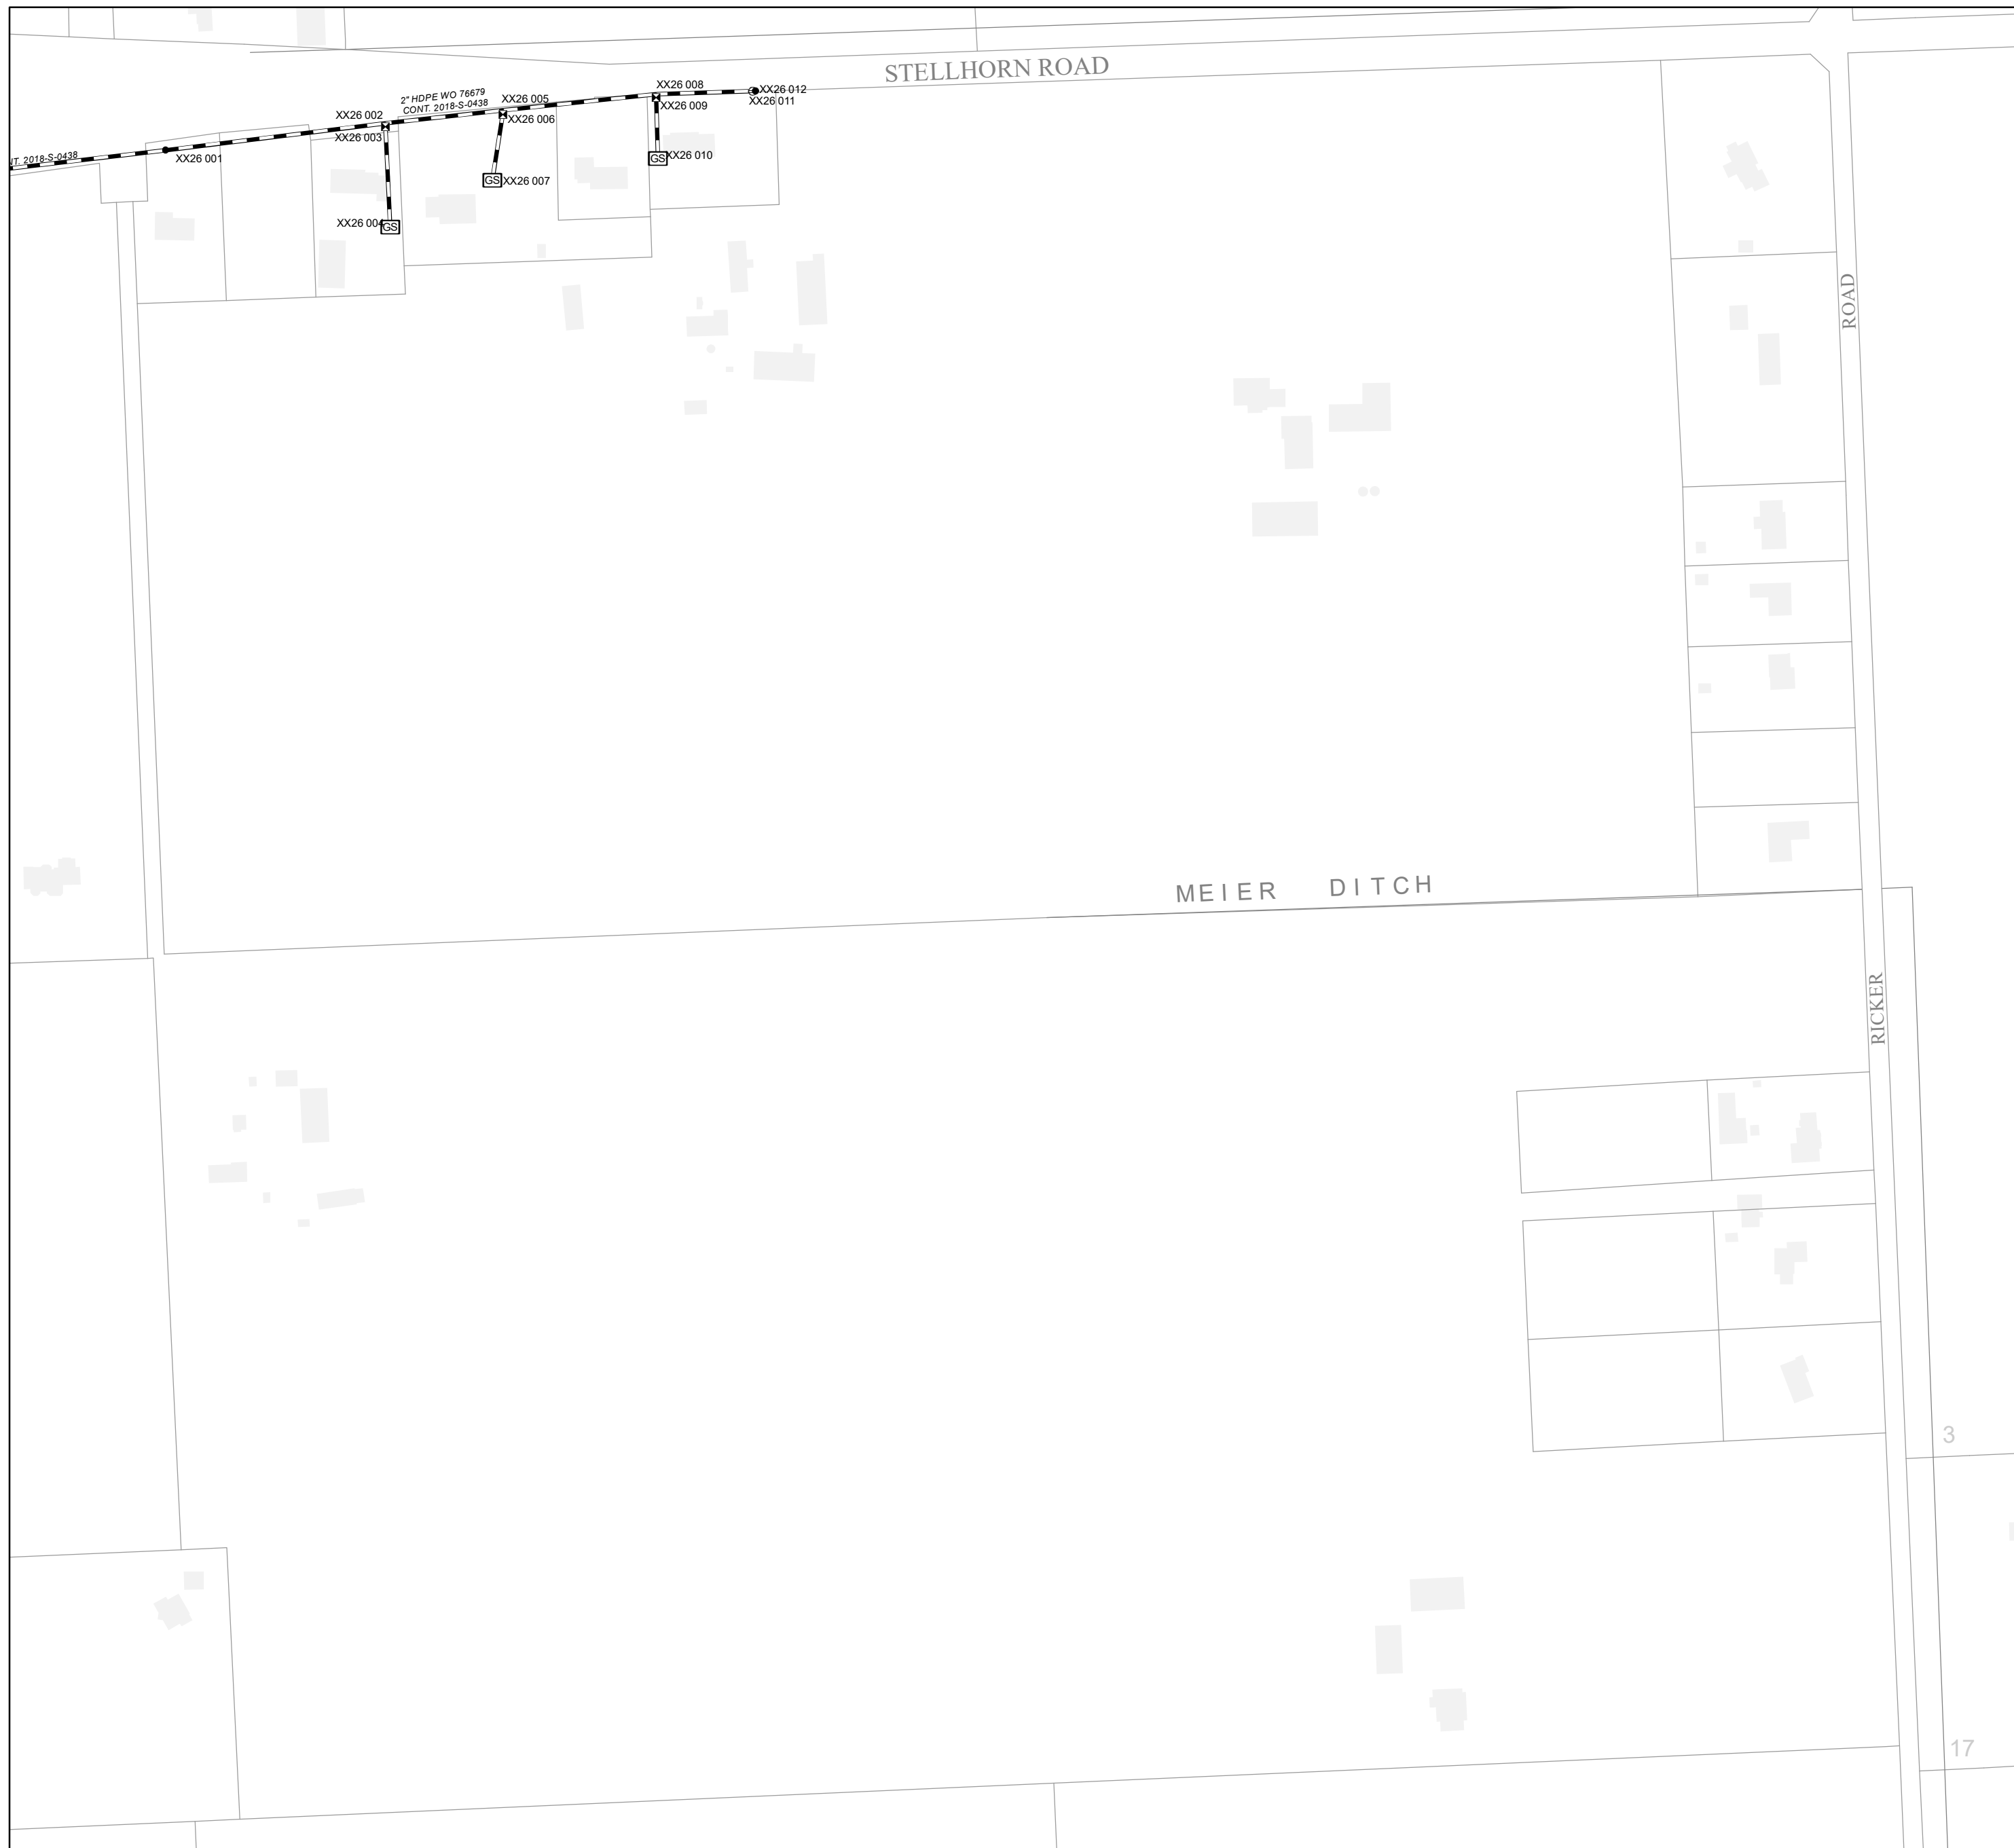 STELLHORN ROAD
XX26 008
XX26 012
XX26 011
2" HDPE WO 76679
CONT. 2018-S-0438
XX26 005
XX26 009
XX26 002
XX26 006
XX26 003
T. 2018-S-0438
XX26 001
GS XX26 010
GS XX26 007
XX26 004 GS
ROAD
MEIER DITCH
RICKER
3
17